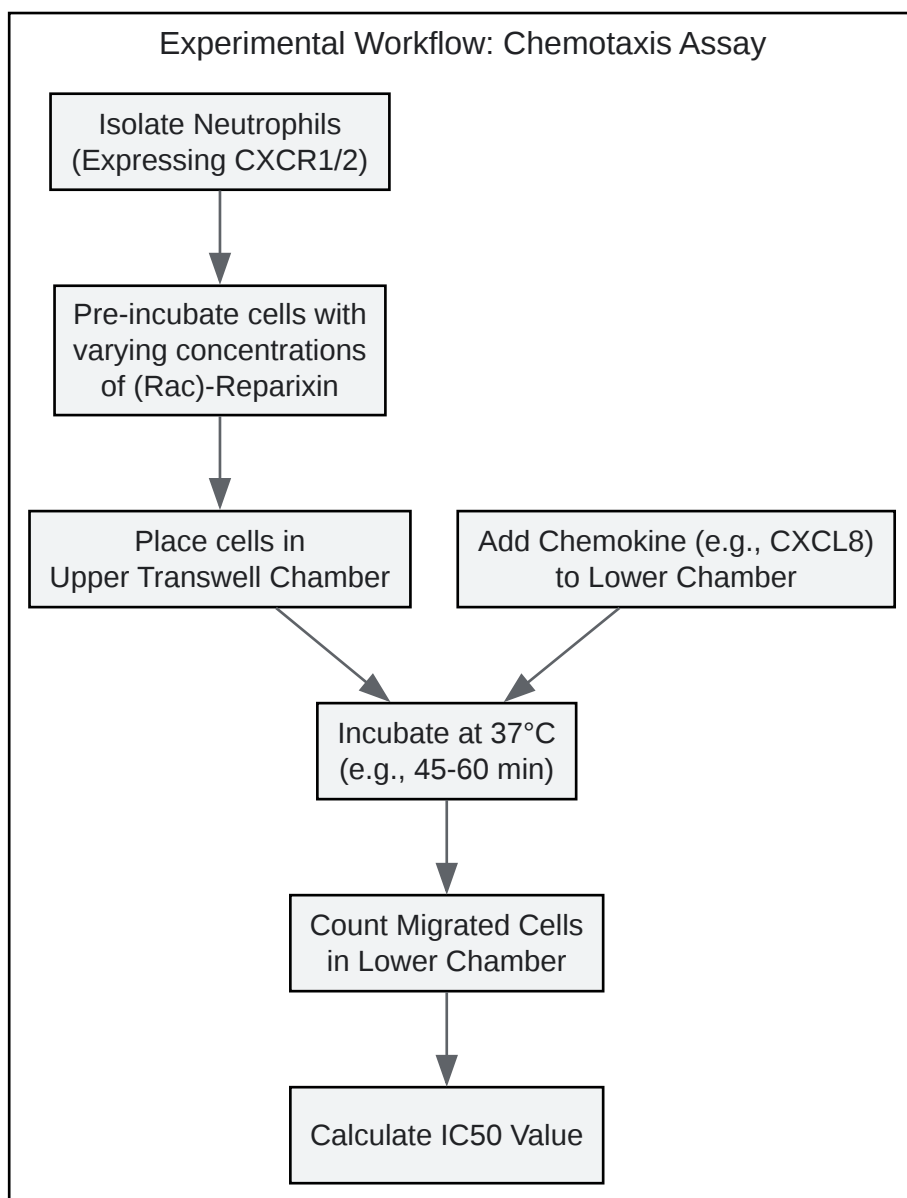 Experimental Workflow: Chemotaxis Assay
Isolate Neutrophils
(Expressing CXCR1/2)
Pre-incubate cells with
varying concentrations
of (Rac)-Reparixin
Place cells in
Upper Transwell Chamber
Add Chemokine (e.g., CXCL8)
to Lower Chamber
Incubate at 37°C
(e.g., 45-60 min)
Count Migrated Cells
in Lower Chamber
Calculate IC50 Value